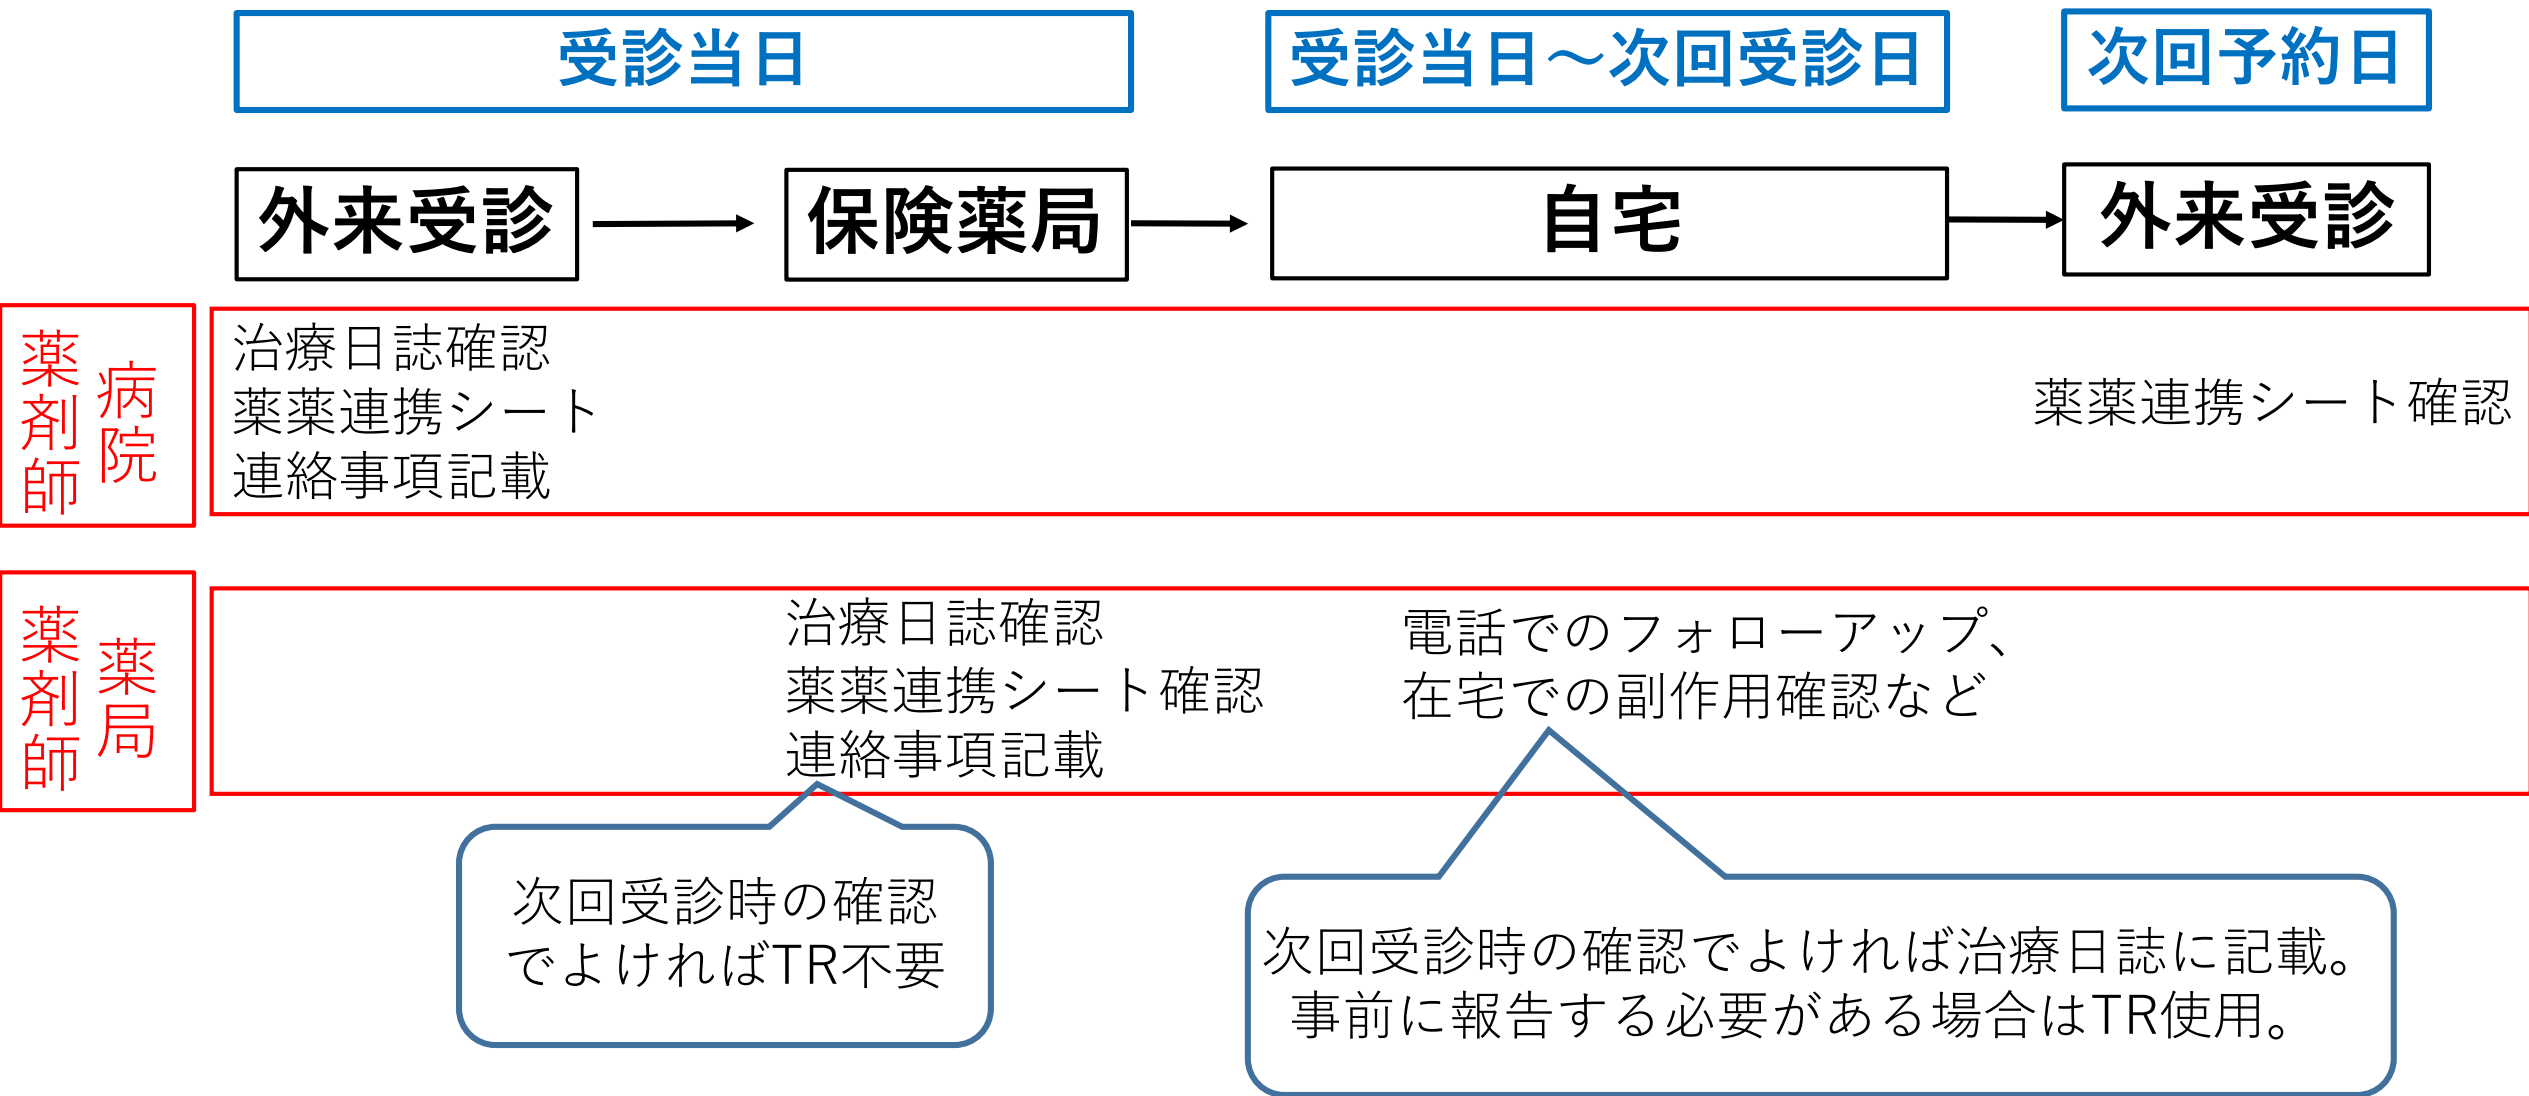 受診当日
受診当日～次回受診日
次回予約日
外来受診
保険薬局
自宅
外来受診
病院
薬剤師
治療日誌確認
薬薬連携シート
連絡事項記載
薬薬連携シート確認
薬局
薬剤師
治療日誌確認
薬薬連携シート確認
連絡事項記載
電話でのフォローアップ、
在宅での副作用確認など
次回受診時の確認
でよければTR不要
次回受診時の確認でよければ治療日誌に記載。
事前に報告する必要がある場合はTR使用。